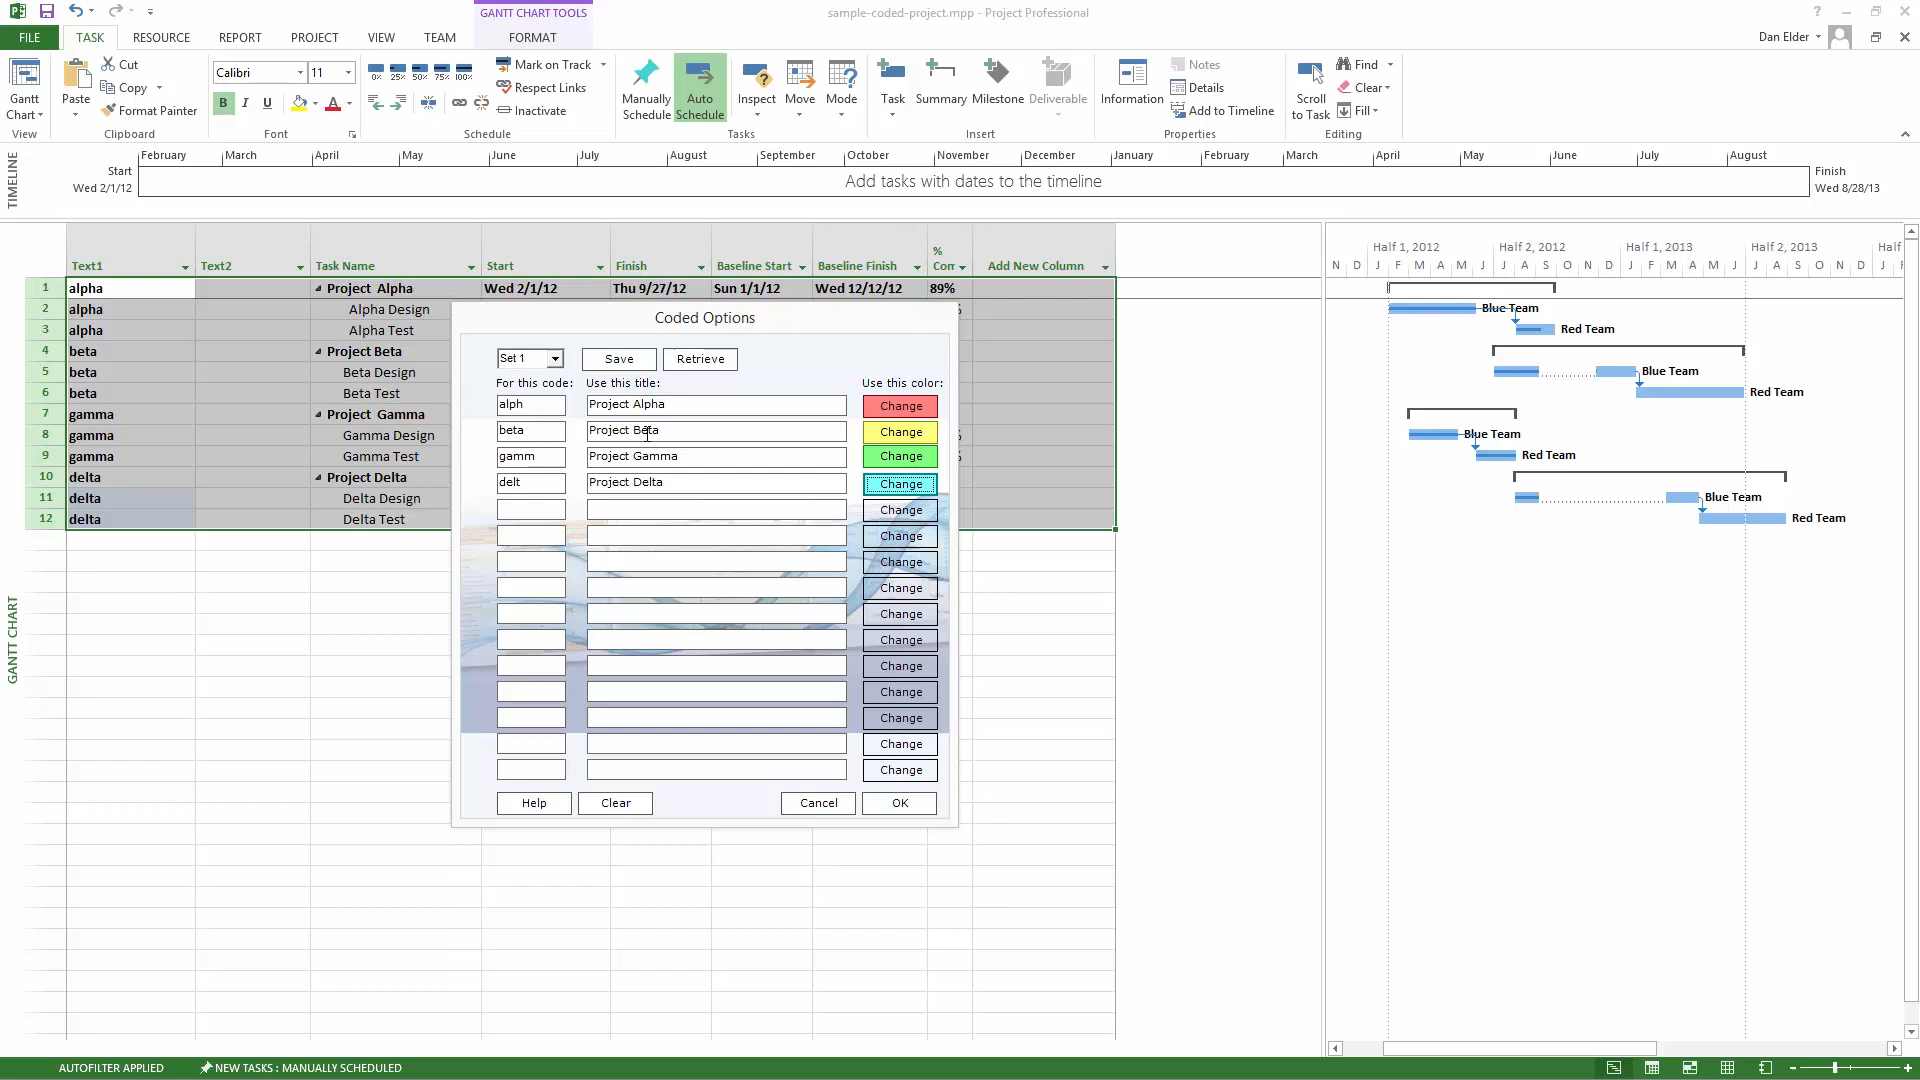 GANTT CHART TOOLS
sample-coded-project.mpp - Project Professional
FILE TASK RESOURCE REPORT PROJECT VIEW TEAM FORMAT
Dan Elder
Gantt Chart
View
Paste
Cut
Copy
Format Painter
Clipboard
Calibri 11
B I U A
Font
0% 25% 50% 75% 100%
Mark on Track
Respect Links
Inactivate
Schedule
Manually Schedule
Auto Schedule
Inspect
Move
Mode
Tasks
Task
Summary
Milestone
Deliverable
Insert
Information
Notes
Details
Add to Timeline
Properties
Scroll to Task
Find
Clear
Fill
Editing
TIMELINE
February March April May June July August September October November December January February March April May June July August
Start
Wed 2/1/12
Add tasks with dates to the timeline
Finish
Wed 8/28/13
Text1 Text2 Task Name Start Finish Baseline Start Baseline Finish % Com Add New Column
1 alpha Project Alpha Wed 2/1/12 Thu 9/27/12 Sun 1/1/12 Wed 12/12/12 89%
2 alpha Alpha Design
3 alpha Alpha Test
4 beta Project Beta
5 beta Beta Design
6 beta Beta Test
7 gamma Project Gamma
8 gamma Gamma Design
9 gamma Gamma Test
10 delta Project Delta
11 delta Delta Design
12 delta Delta Test
Coded Options
Set 1 Save Retrieve
For this code: Use this title: Use this color:
alph Project Alpha Change
beta Project Beta Change
gamm Project Gamma Change
delt Project Delta Change
Change
Change
Change
Change
Change
Change
Change
Change
Change
Change
Change
Help Clear Cancel OK
Half 1, 2012 Half 2, 2012 Half 1, 2013 Half 2, 2013 Half
N D J F M A M J J A S O N D J F M A M J J A S O N D J F
Blue Team
Red Team
Blue Team
Red Team
Blue Team
Red Team
Blue Team
Red Team
GANTT CHART
AUTOFILTER APPLIED
NEW TASKS : MANUALLY SCHEDULED